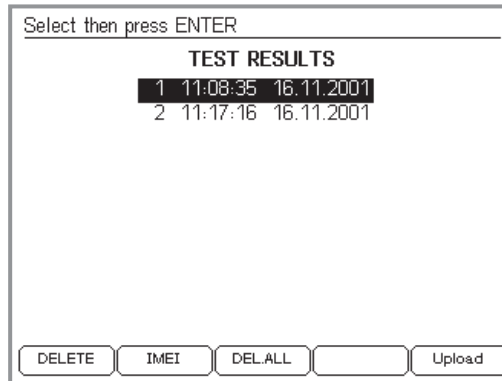 Select then press ENTER
TEST RESULTS
1 11:08:35 16.11.2001
2 11:17:16 16.11.2001
DELETE IMEI DEL.ALL Upload